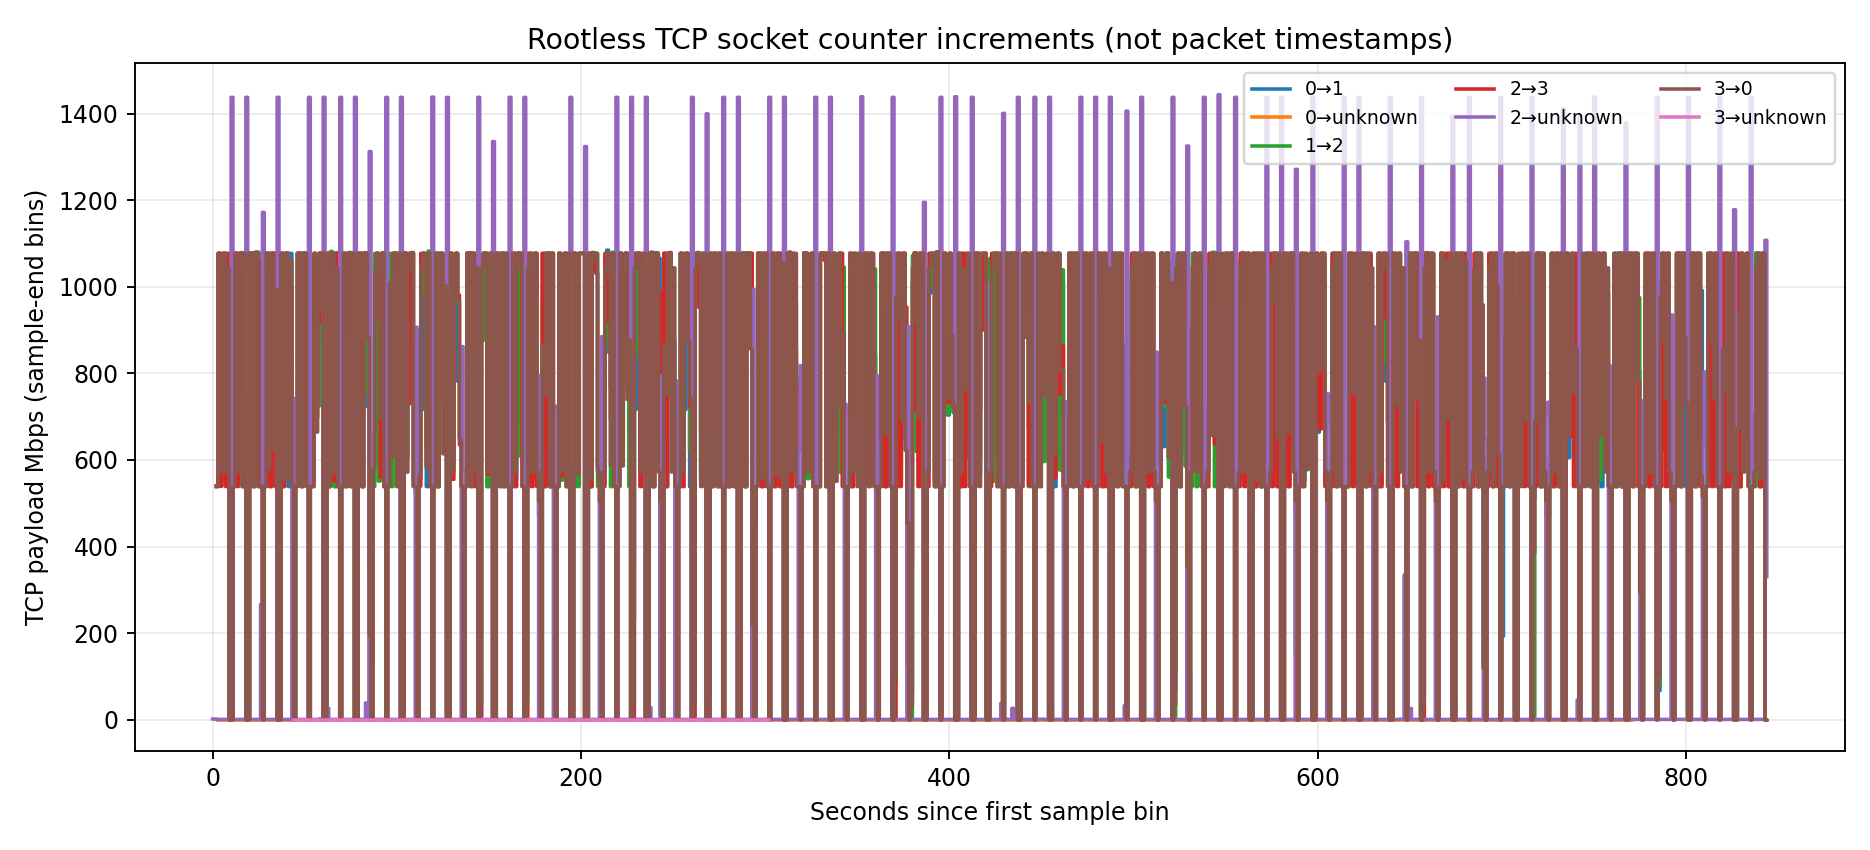 Rootless TCP socket counter increments (not packet timestamps)
0→1
0→unknown
1→2
2→3
2→unknown
3→0
3→unknown
TCP payload Mbps (sample-end bins)
1400
1200
1000
800
600
400
200
0
0
200
400
600
800
Seconds since first sample bin